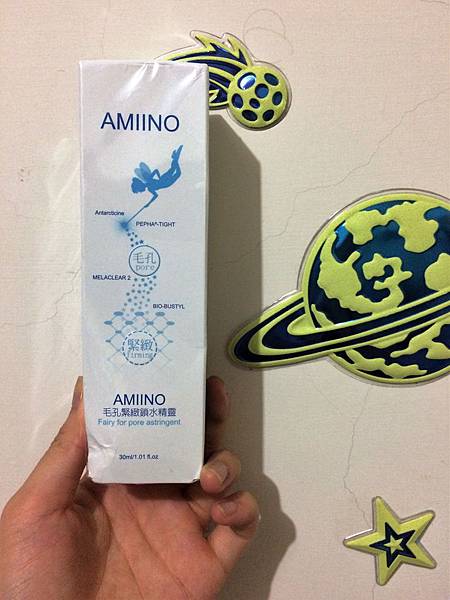 AMIINO
Antarcticine
PEPHA®-TIGHT
毛孔
pore
MELACLEAR 2
BIO-BUSTYL
緊緻
firming
AMIINO
毛孔緊緻鎖水精靈
Fairy for pore astringent
30ml/1.01 fl.oz